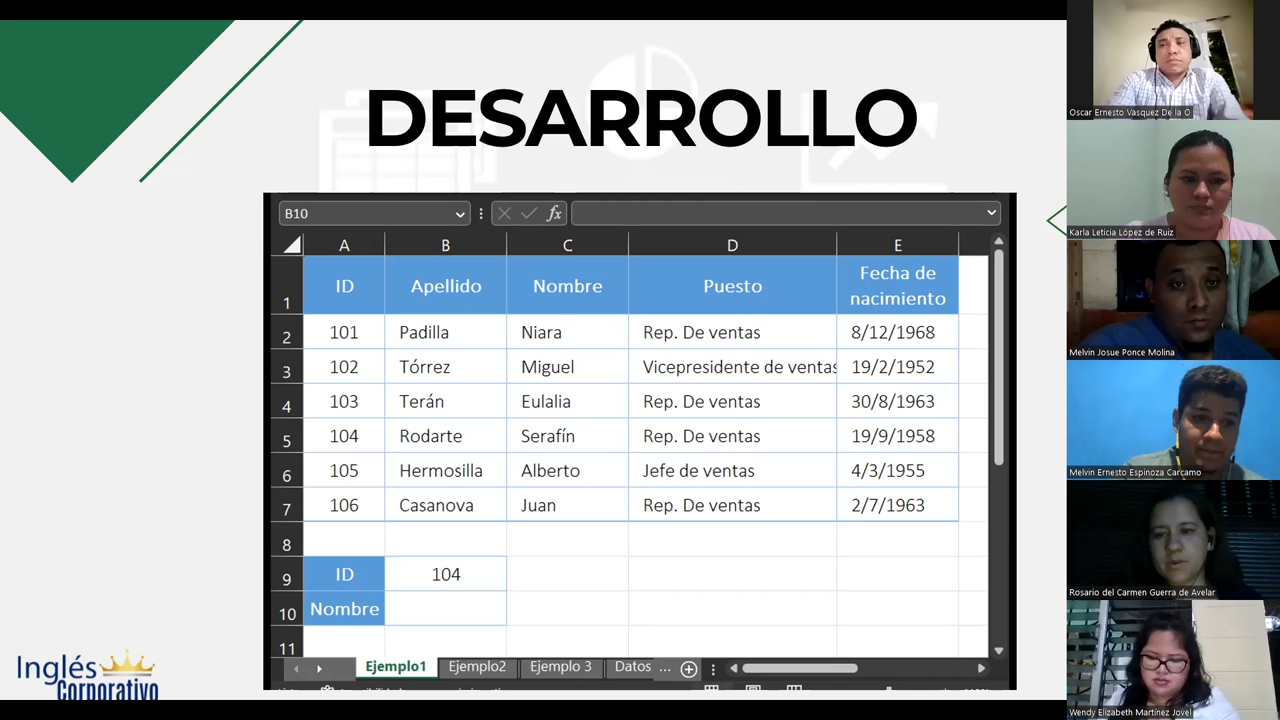 DESARROLLO
B10
fx
A B C D E
1 ID Apellido Nombre Puesto Fecha de nacimiento
2 101 Padilla Niara Rep. De ventas 8/12/1968
3 102 Tórrez Miguel Vicepresidente de ventas 19/2/1952
4 103 Terán Eulalia Rep. De ventas 30/8/1963
5 104 Rodarte Serafín Rep. De ventas 19/9/1958
6 105 Hermosilla Alberto Jefe de ventas 4/3/1955
7 106 Casanova Juan Rep. De ventas 2/7/1963
8
9 ID 104
10 Nombre
11
Ejemplo1 Ejemplo2 Ejemplo 3 Datos ...
Inglés
Corporativo
Oscar Ernesto Vasquez De la O
Karla Leticia López de Ruiz
Melvin Josue Ponce Molina
Melvin Ernesto Espinoza Carcamo
Rosario del Carmen Guerra de Avelar
Wendy Elizabeth Martínez Jovel